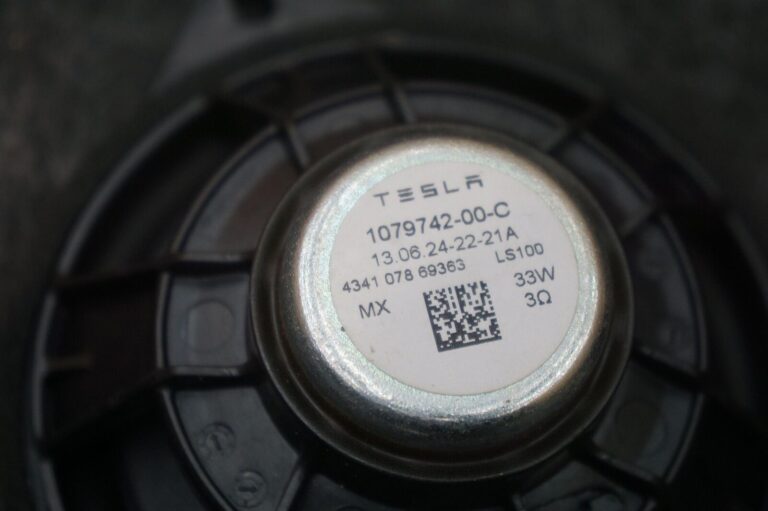 TESLA
1079742-00-C
13.06.24-22-21A
4341 078 69363 LS100
MX 33W
3Ω